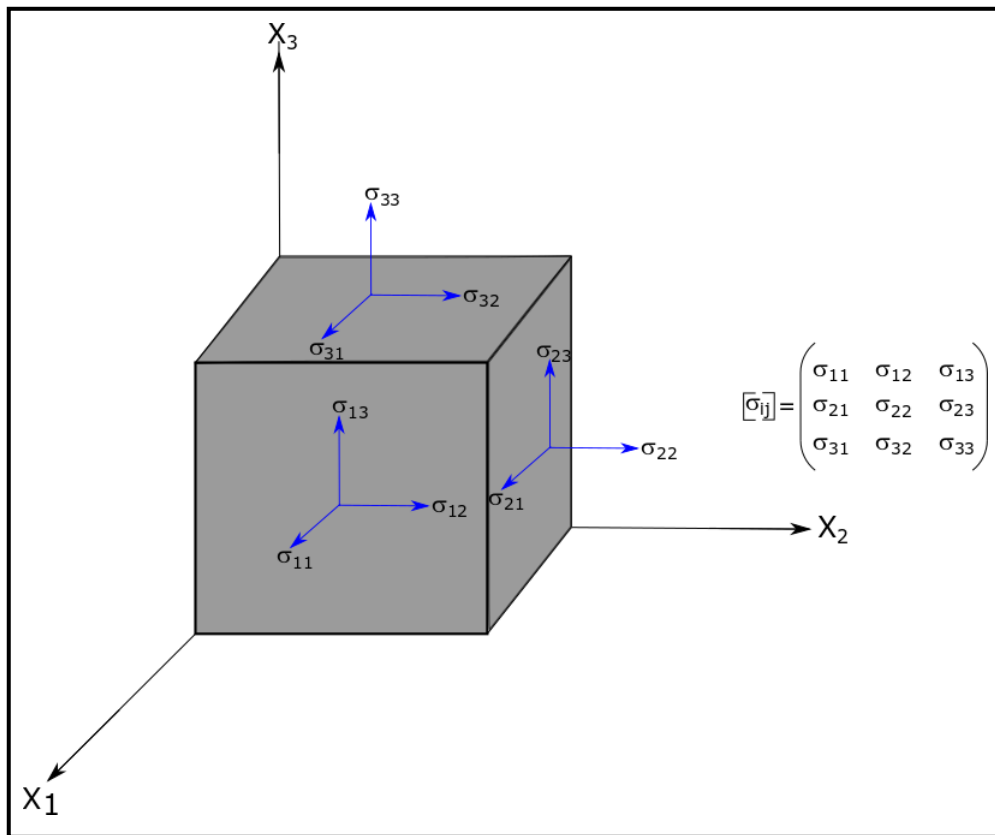 X₃
σ₃₃
σ₃₂
σ₃₁
σ₂₃
σ₁₃
σ₂₂
σ₂₁
σ₁₂
σ₁₁
[σᵢⱼ] =
σ₁₁ σ₁₂ σ₁₃
σ₂₁ σ₂₂ σ₂₃
σ₃₁ σ₃₂ σ₃₃
X₂
X1